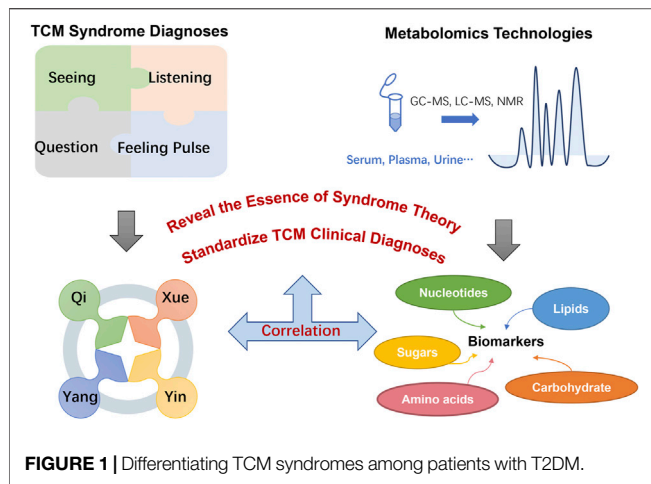 TCM Syndrome Diagnoses
Metabolomics Technologies
Seeing
Listening
Question
Feeling Pulse
GC-MS, LC-MS, NMR
Serum, Plasma, Urine…
Reveal the Essence of Syndrome Theory
Standardize TCM Clinical Diagnoses
Qi
Xue
Yang
Yin
Correlation
Nucleotides
Lipids
Biomarkers
Sugars
Amino acids
Carbohydrate
FIGURE 1 | Differentiating TCM syndromes among patients with T2DM.